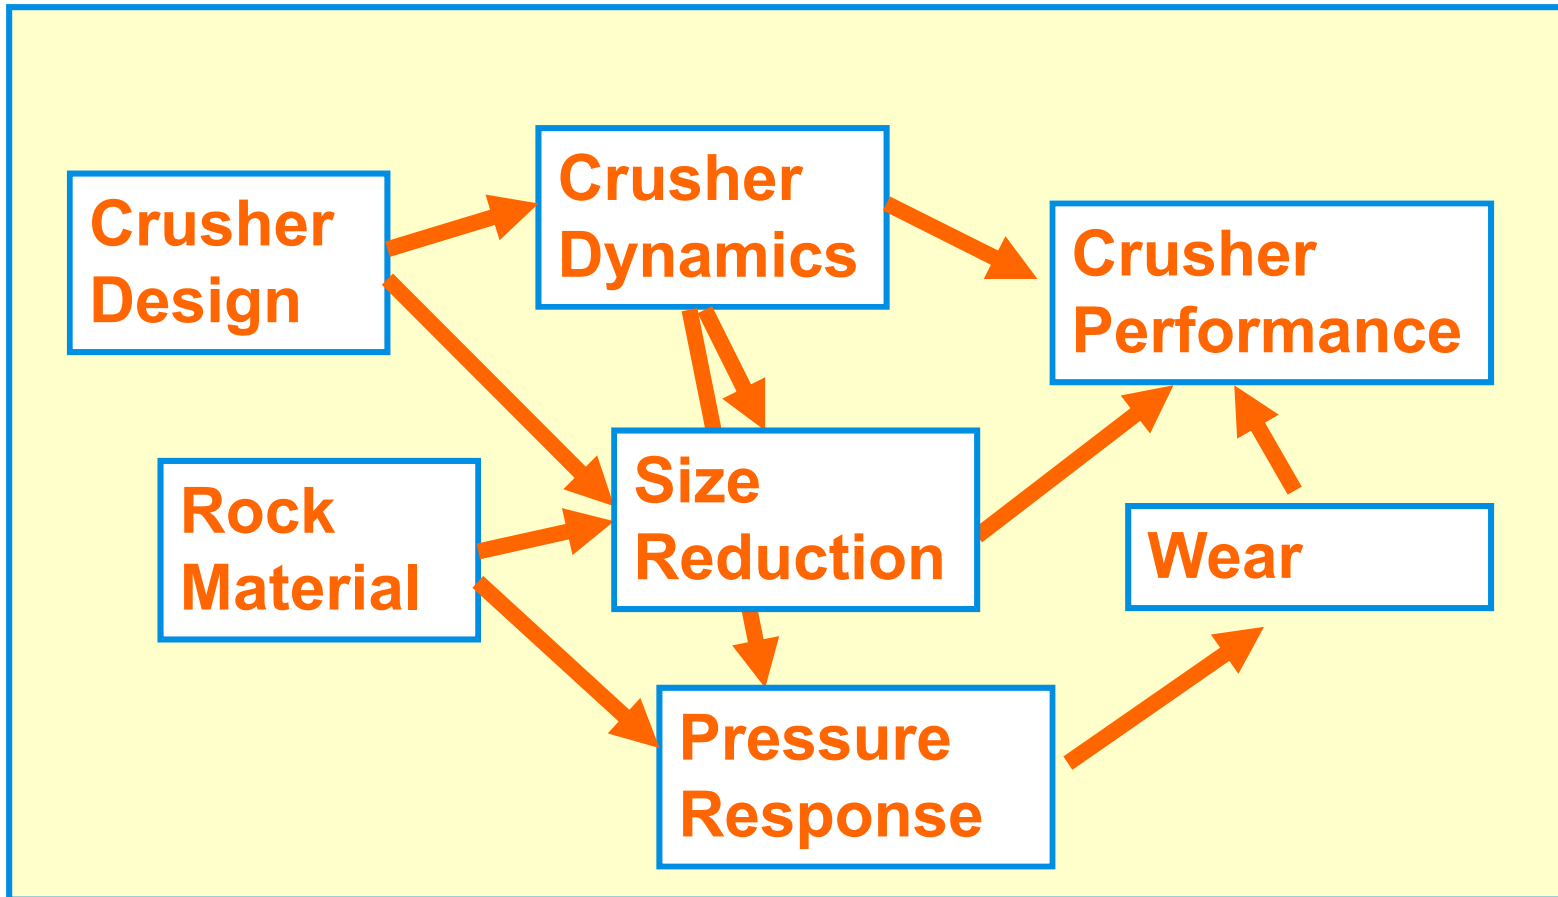 Crusher
Design
Crusher
Dynamics
Crusher
Performance
Rock
Material
Size
Reduction
Wear
Pressure
Response